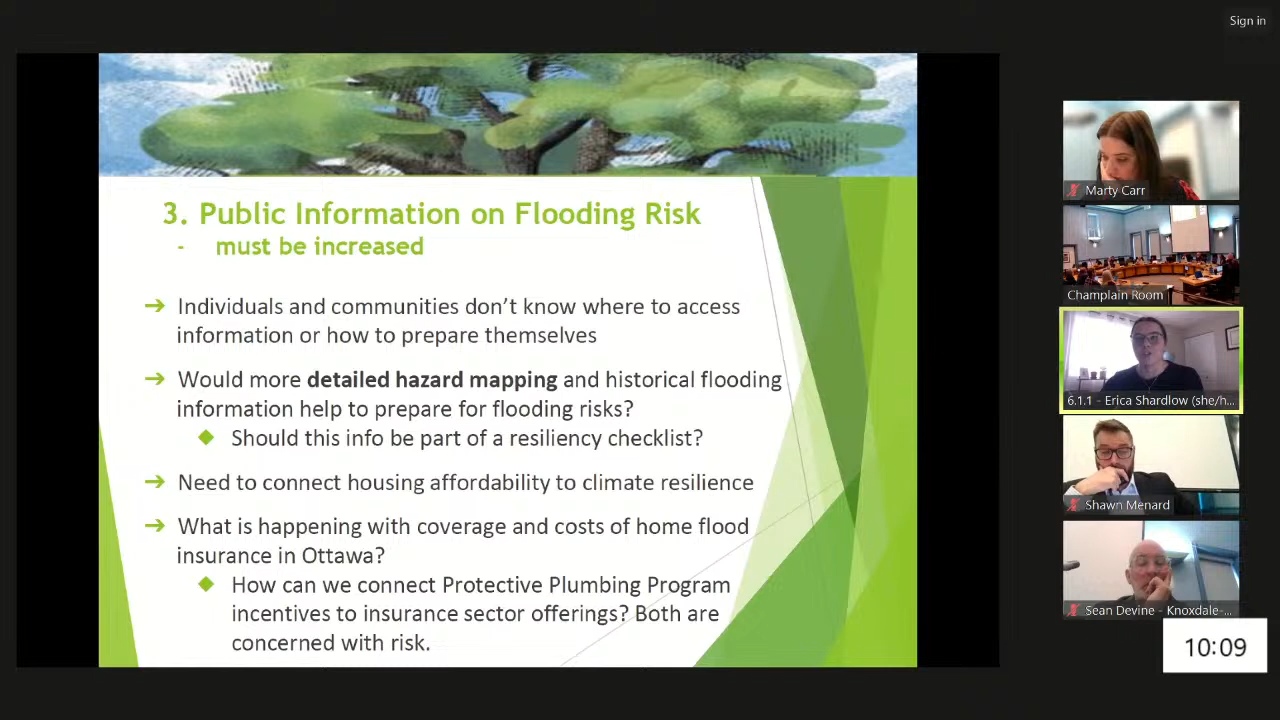 Sign in
3. Public Information on Flooding Risk
- must be increased
➔ Individuals and communities don't know where to access
information or how to prepare themselves
➔ Would more detailed hazard mapping and historical flooding
information help to prepare for flooding risks?
◆ Should this info be part of a resiliency checklist?
➔ Need to connect housing affordability to climate resilience
➔ What is happening with coverage and costs of home flood
insurance in Ottawa?
◆ How can we connect Protective Plumbing Program
incentives to insurance sector offerings? Both are
concerned with risk.
Marty Carr
Champlain Room
6.1.1 - Erica Shardlow (she/h...
Shawn Menard
Sean Devine - Knoxdale-...
10:09